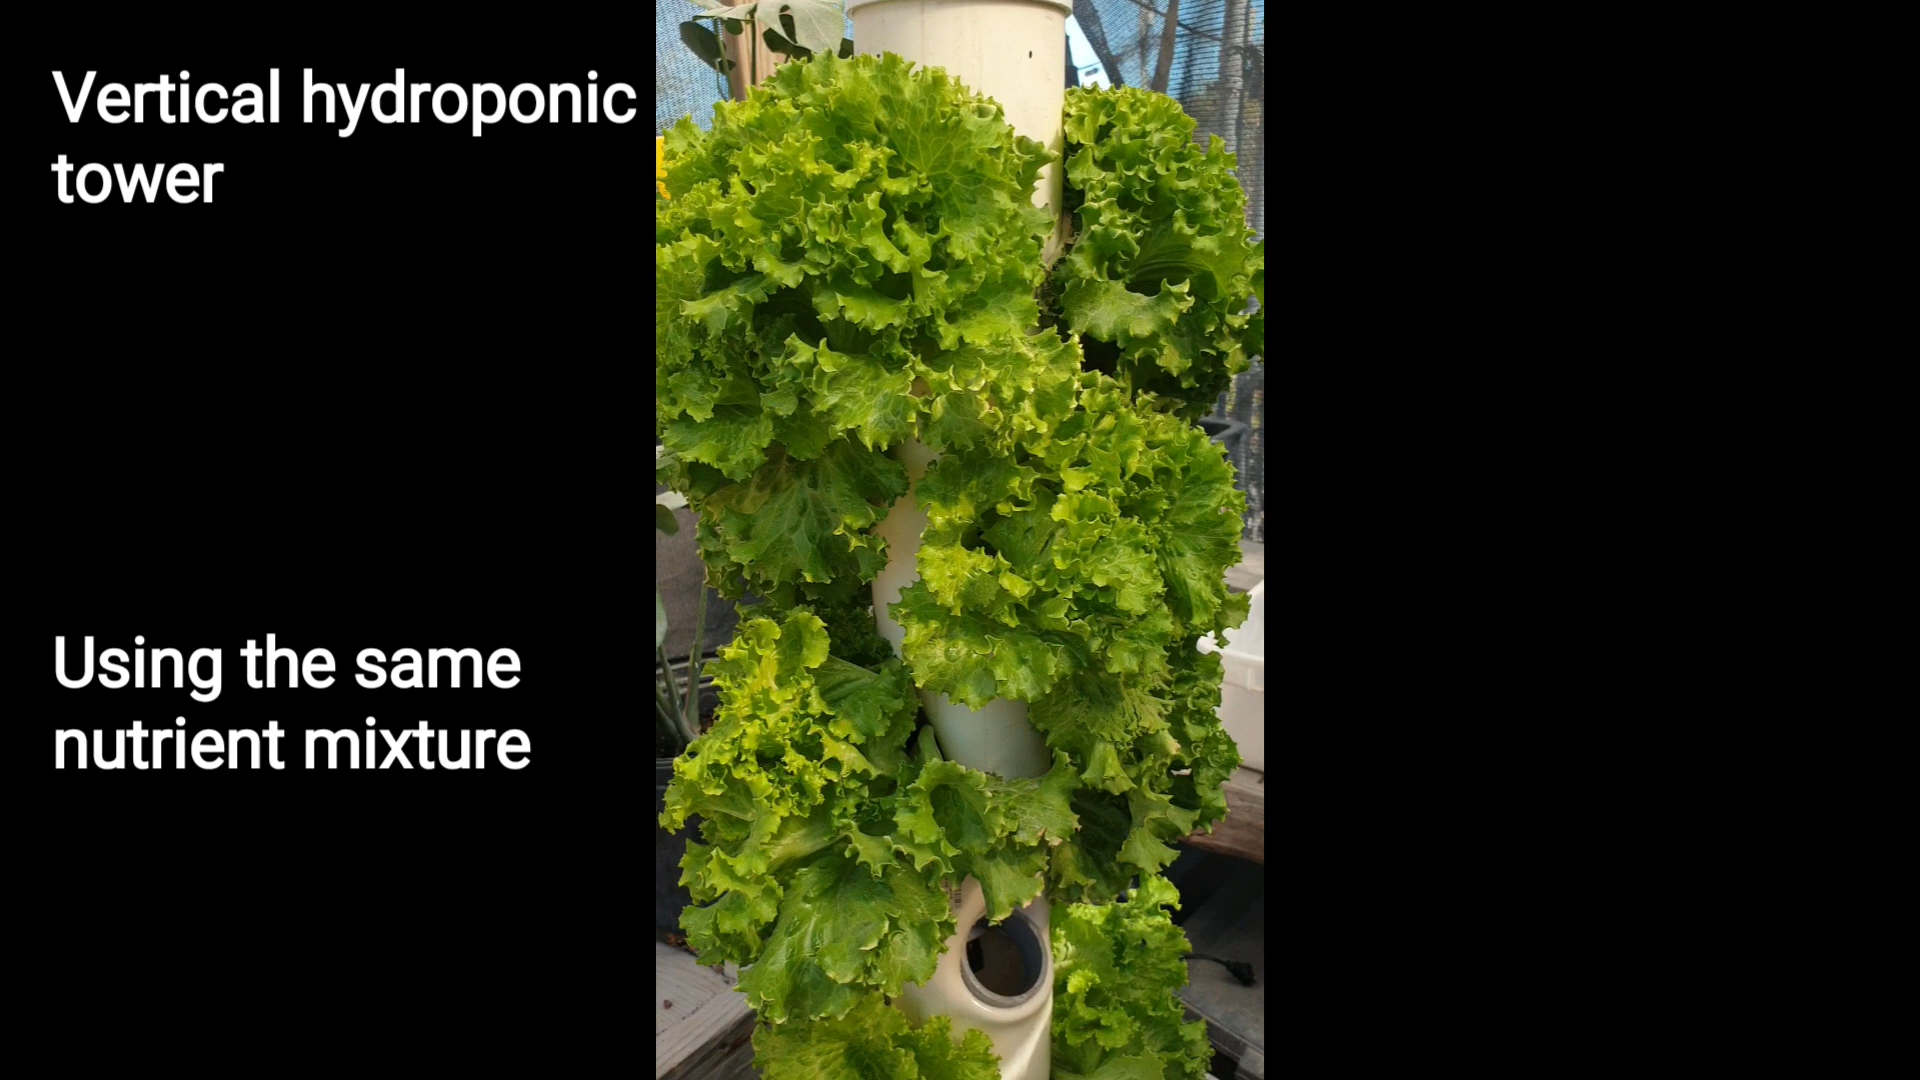 Vertical hydroponic
tower
Using the same
nutrient mixture